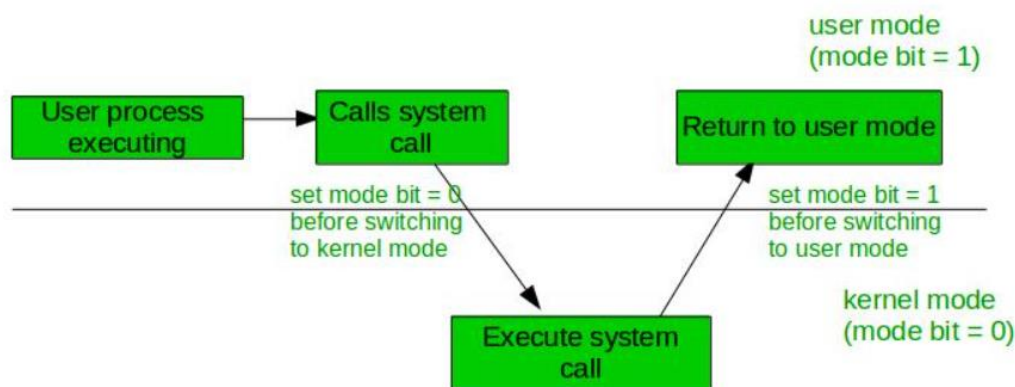 user mode
(mode bit = 1)
User process
executing
Calls system
call
Return to user mode
set mode bit = 0
before switching
to kernel mode
set mode bit = 1
before switching
to user mode
kernel mode
(mode bit = 0)
Execute system
call